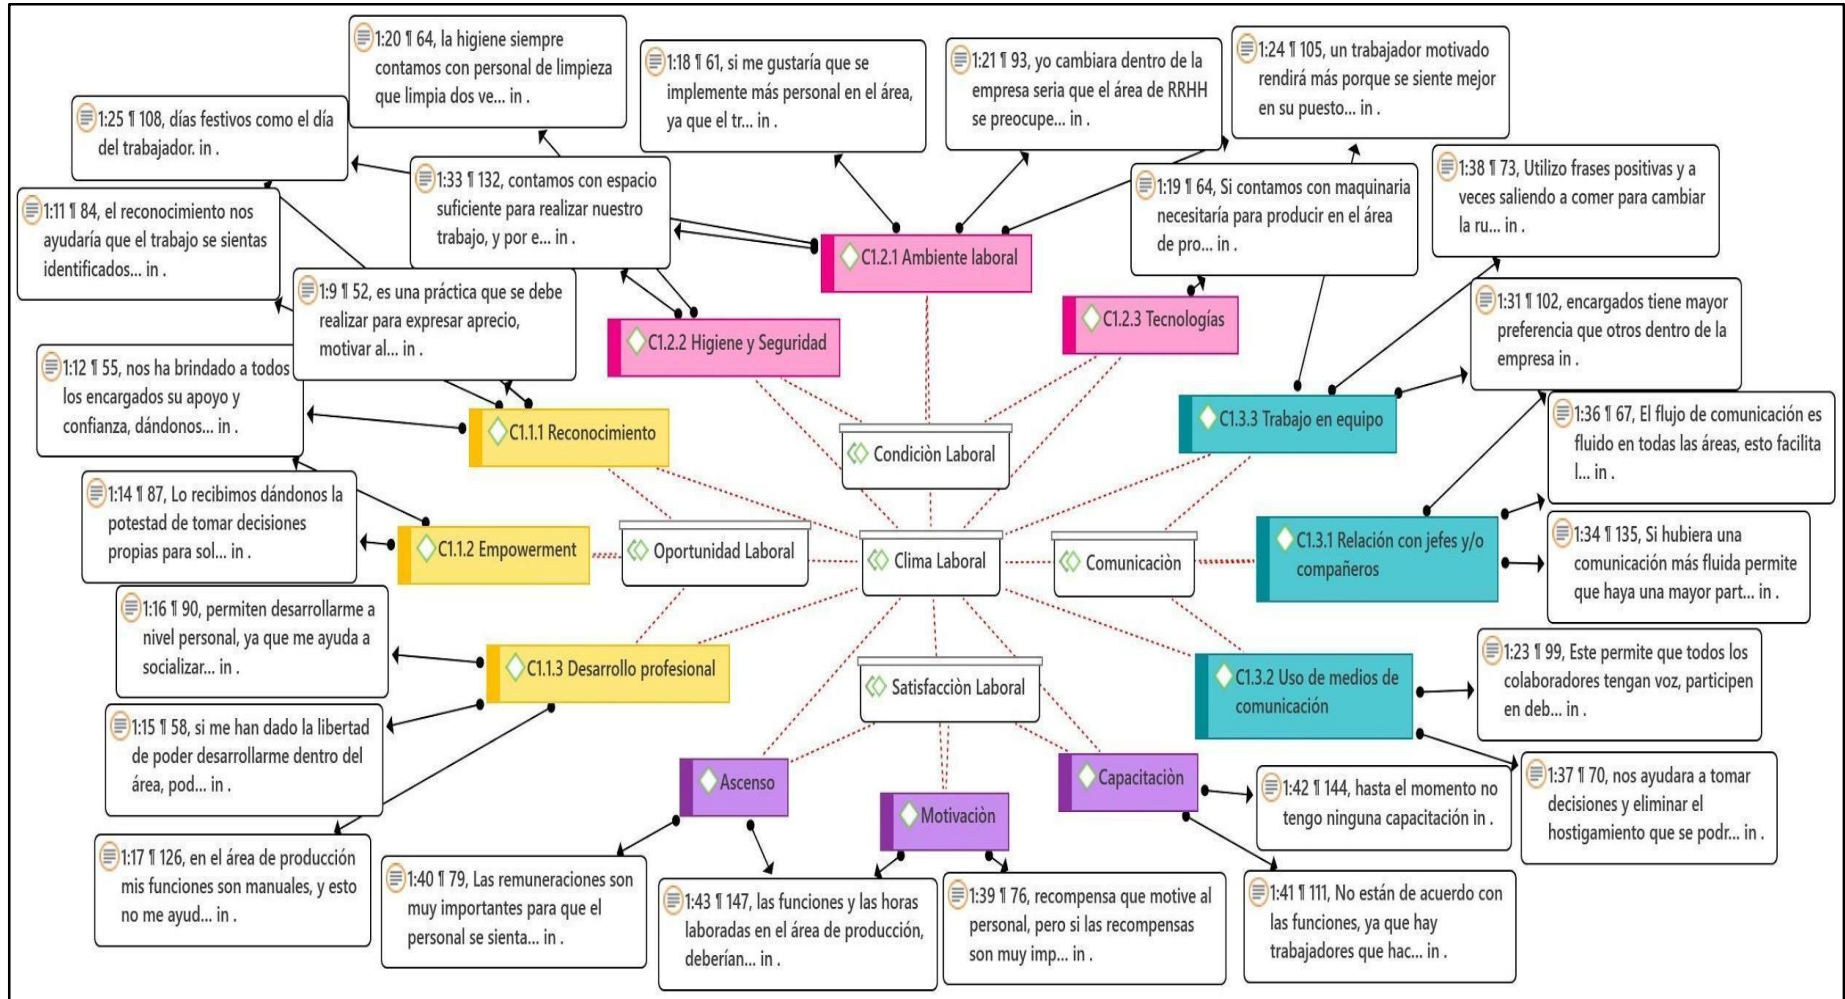 1:20 ¶ 64, la higiene siempre
contamos con personal de limpieza
que limpia dos ve... in .
1:18 ¶ 61, si me gustaría que se
implemente más personal en el área,
ya que el tr... in .
1:21 ¶ 93, yo cambiara dentro de la
empresa seria que el área de RRHH
se preocupe... in .
1:24 ¶ 105, un trabajador motivado
rendirá más porque se siente mejor
en su puesto... in .
1:25 ¶ 108, días festivos como el día
del trabajador. in .
1:33 ¶ 132, contamos con espacio
suficiente para realizar nuestro
trabajo, y por e... in .
1:19 ¶ 64, Si contamos con maquinaria
necesitaría para producir en el área
de pro... in .
1:38 ¶ 73, Utilizo frases positivas y a
veces saliendo a comer para cambiar
la ru... in .
1:11 ¶ 84, el reconocimiento nos
ayudaría que el trabajo se sientas
identificados... in .
C1.2.1 Ambiente laboral
1:9 ¶ 52, es una práctica que se debe
realizar para expresar aprecio,
motivar al... in .
C1.2.2 Higiene y Seguridad
C1.2.3 Tecnologías
1:31 ¶ 102, encargados tiene mayor
preferencia que otros dentro de la
empresa in .
1:12 ¶ 55, nos ha brindado a todos
los encargados su apoyo y
confianza, dándonos... in .
C1.1.1 Reconocimiento
Condiciòn Laboral
C1.3.3 Trabajo en equipo
1:36 ¶ 67, El flujo de comunicación es
fluido en todas las áreas, esto facilita
l... in .
1:14 ¶ 87, Lo recibimos dándonos la
potestad de tomar decisiones
propias para sol... in .
C1.1.2 Empowerment
Oportunidad Laboral
Clima Laboral
Comunicaciòn
C1.3.1 Relación con jefes y/o
compañeros
1:34 ¶ 135, Si hubiera una
comunicación más fluida permite
que haya una mayor part... in .
1:16 ¶ 90, permiten desarrollarme a
nivel personal, ya que me ayuda a
socializar... in .
C1.1.3 Desarrollo profesional
Satisfacciòn Laboral
C1.3.2 Uso de medios de
comunicación
1:23 ¶ 99, Este permite que todos los
colaboradores tengan voz, participen
en deb... in .
1:15 ¶ 58, si me han dado la libertad
de poder desarrollarme dentro del
área, pod... in .
Ascenso
Motivaciòn
Capacitaciòn
1:42 ¶ 144, hasta el momento no
tengo ninguna capacitación in .
1:37 ¶ 70, nos ayudara a tomar
decisiones y eliminar el
hostigamiento que se podr... in .
1:17 ¶ 126, en el área de producción
mis funciones son manuales, y esto
no me ayud... in .
1:40 ¶ 79, Las remuneraciones son
muy importantes para que el
personal se sienta... in .
1:43 ¶ 147, las funciones y las horas
laboradas en el área de producción,
deberían... in .
1:39 ¶ 76, recompensa que motive al
personal, pero si las recompensas
son muy imp... in .
1:41 ¶ 111, No están de acuerdo con
las funciones, ya que hay
trabajadores que hac... in .